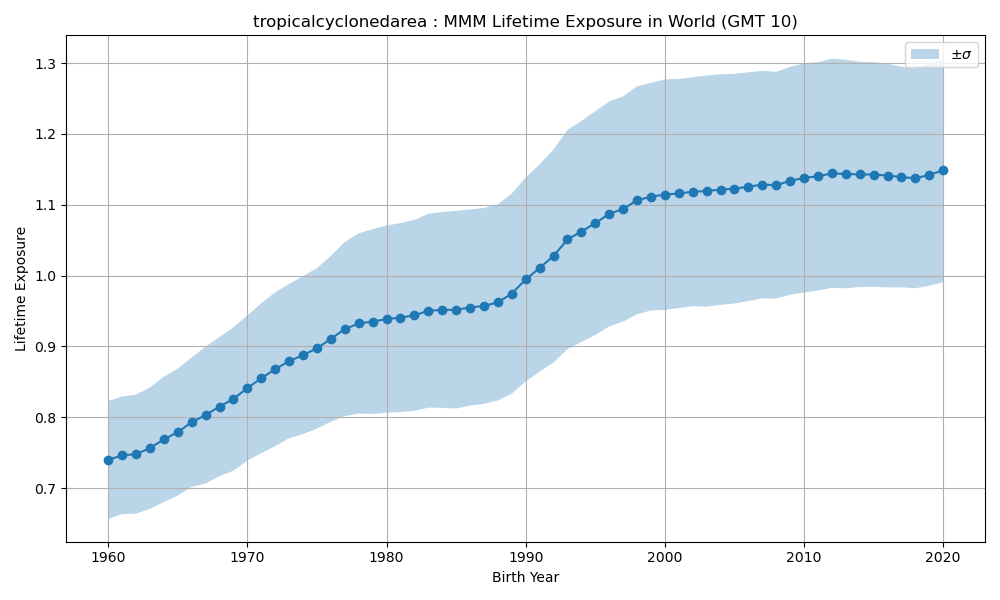 tropicalcyclonedarea : MMM Lifetime Exposure in World (GMT 10)
±σ
1.3
1.2
1.1
1.0
0.9
0.8
0.7
Lifetime Exposure
1960 1970 1980 1990 2000 2010 2020
Birth Year